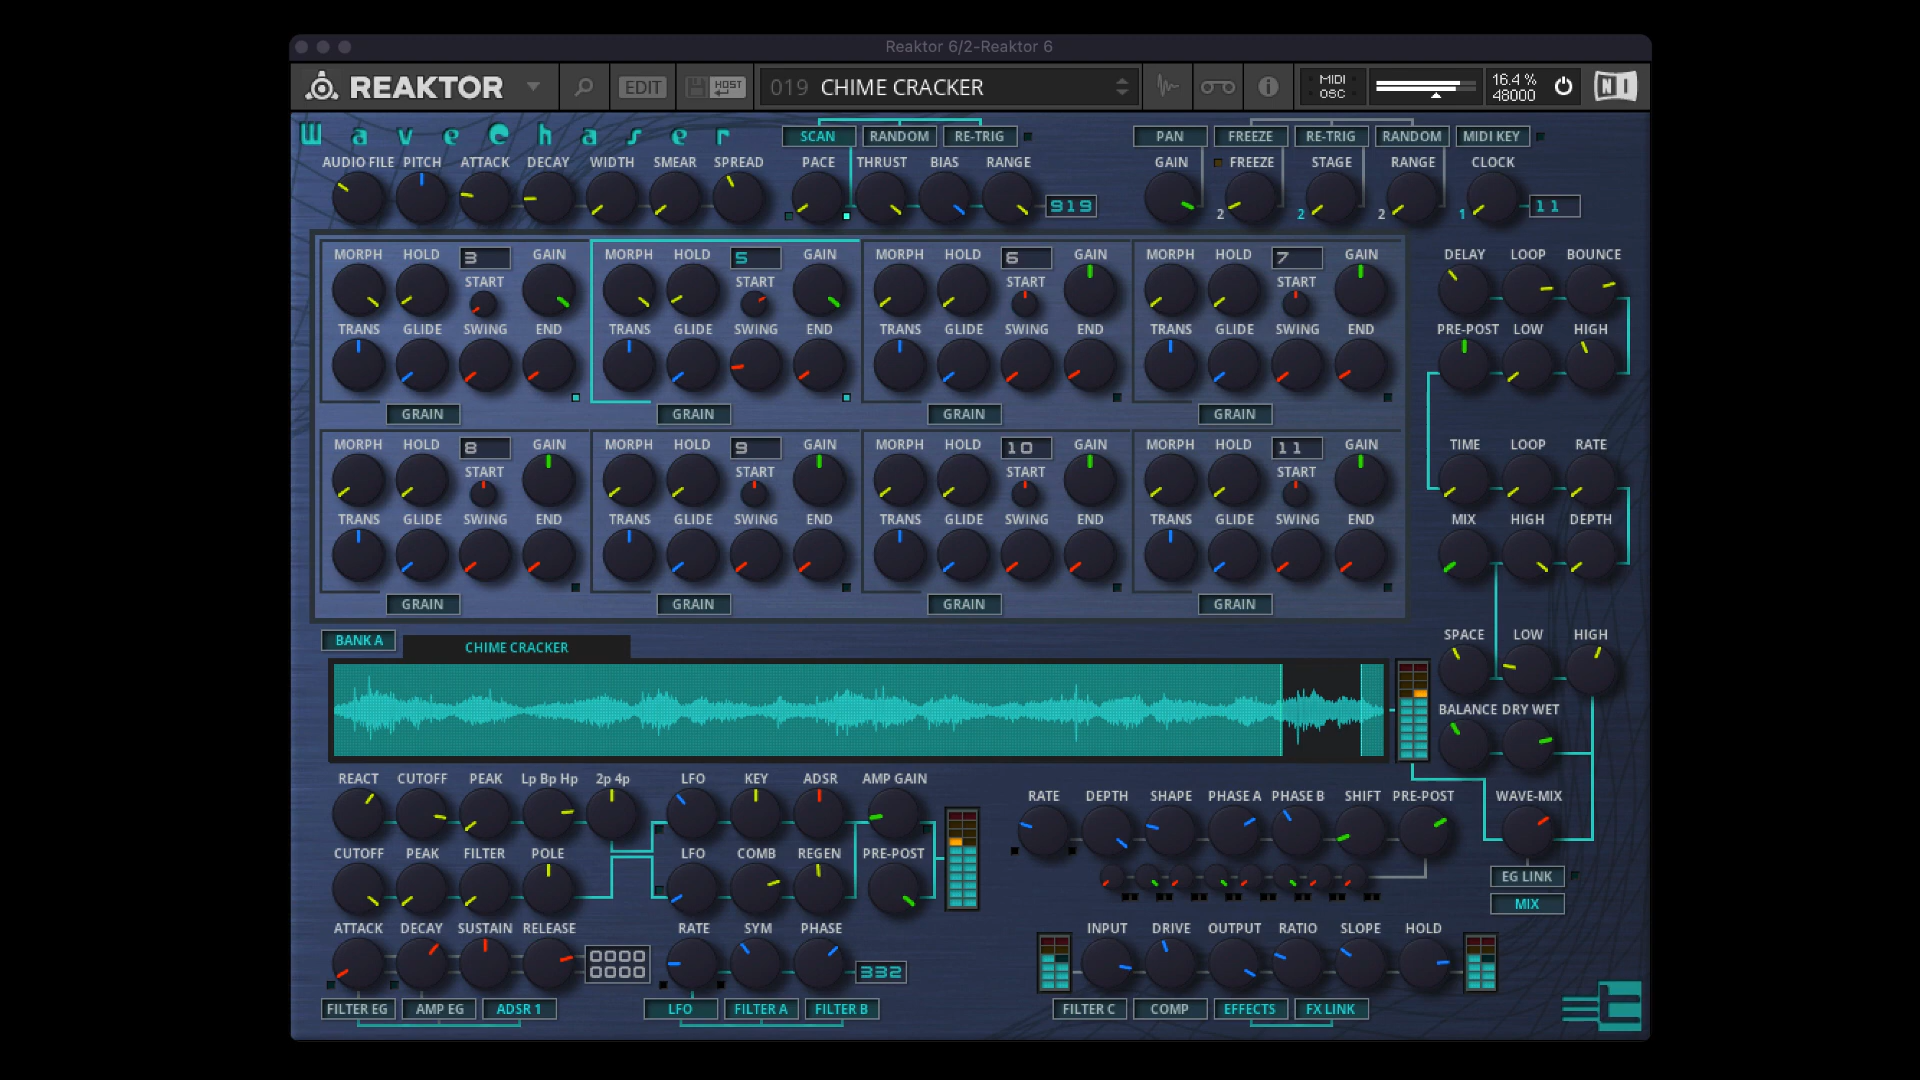 Reaktor 6/2-Reaktor 6
REAKTOR EDIT HOST 019 CHIME CRACKER MIDI OSC 16.4 % 48000 NI
WaveChaser SCAN RANDOM RE-TRIG PAN FREEZE RE-TRIG RANDOM MIDI KEY
AUDIO FILE PITCH ATTACK DECAY WIDTH SMEAR SPREAD PACE THRUST BIAS RANGE GAIN FREEZE STAGE RANGE CLOCK
919 2 2 2 1 11
MORPH HOLD 3 GAIN MORPH HOLD 5 GAIN MORPH HOLD 6 GAIN MORPH HOLD 7 GAIN DELAY LOOP BOUNCE
START START START START
TRANS GLIDE SWING END TRANS GLIDE SWING END TRANS GLIDE SWING END TRANS GLIDE SWING END PRE-POST LOW HIGH
GRAIN GRAIN GRAIN GRAIN
MORPH HOLD 8 GAIN MORPH HOLD 9 GAIN MORPH HOLD 10 GAIN MORPH HOLD 11 GAIN TIME LOOP RATE
START START START START
TRANS GLIDE SWING END TRANS GLIDE SWING END TRANS GLIDE SWING END TRANS GLIDE SWING END MIX HIGH DEPTH
GRAIN GRAIN GRAIN GRAIN
BANK A CHIME CRACKER SPACE LOW HIGH
BALANCE DRY WET
REACT CUTOFF PEAK Lp Bp Hp 2p 4p LFO KEY ADSR AMP GAIN RATE DEPTH SHAPE PHASE A PHASE B SHIFT PRE-POST WAVE-MIX
CUTOFF PEAK FILTER POLE LFO COMB REGEN PRE-POST EG LINK
MIX
ATTACK DECAY SUSTAIN RELEASE RATE SYM PHASE INPUT DRIVE OUTPUT RATIO SLOPE HOLD
0000
0000 332
FILTER EG AMP EG ADSR 1 LFO FILTER A FILTER B FILTER C COMP EFFECTS FX LINK